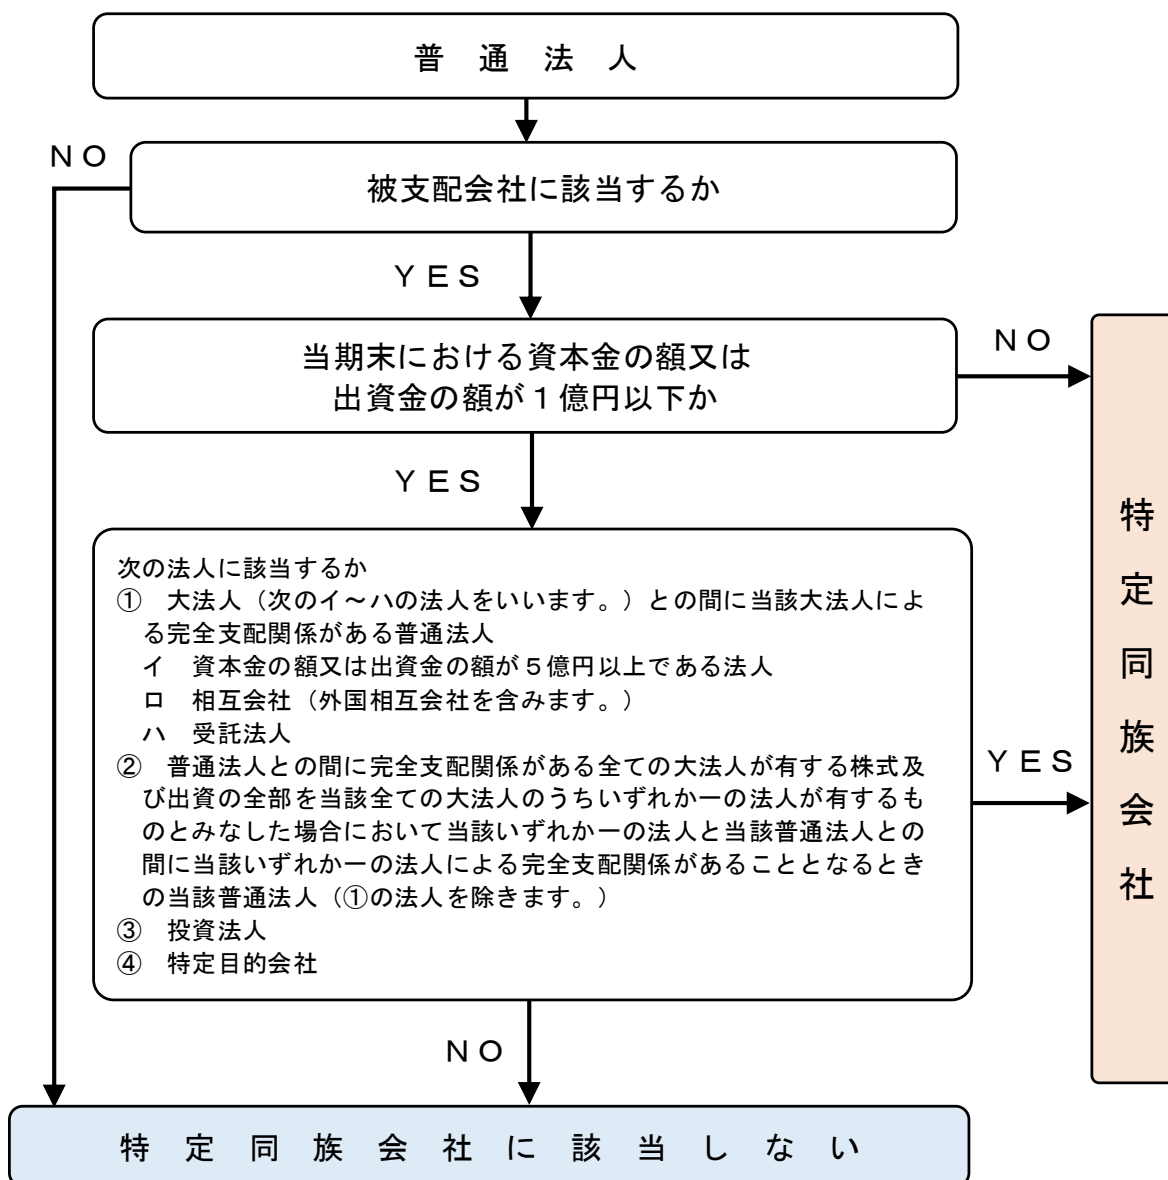 普通法人
NO
被支配会社に該当するか
YES
当期末における資本金の額又は
出資金の額が１億円以下か
NO
YES
次の法人に該当するか
① 大法人（次のイ～ハの法人をいいます。）との間に当該大法人によ
る完全支配関係がある普通法人
イ 資本金の額又は出資金の額が５億円以上である法人
ロ 相互会社（外国相互会社を含みます。）
ハ 受託法人
② 普通法人との間に完全支配関係がある全ての大法人が有する株式及
び出資の全部を当該全ての大法人のうちいずれか一の法人が有するも
のとみなした場合において当該いずれか一の法人と当該普通法人との
間に当該いずれか一の法人による完全支配関係があることとなるとき
の当該普通法人（①の法人を除きます。）
③ 投資法人
④ 特定目的会社
YES
特定同族会社
NO
特定同族会社に該当しない